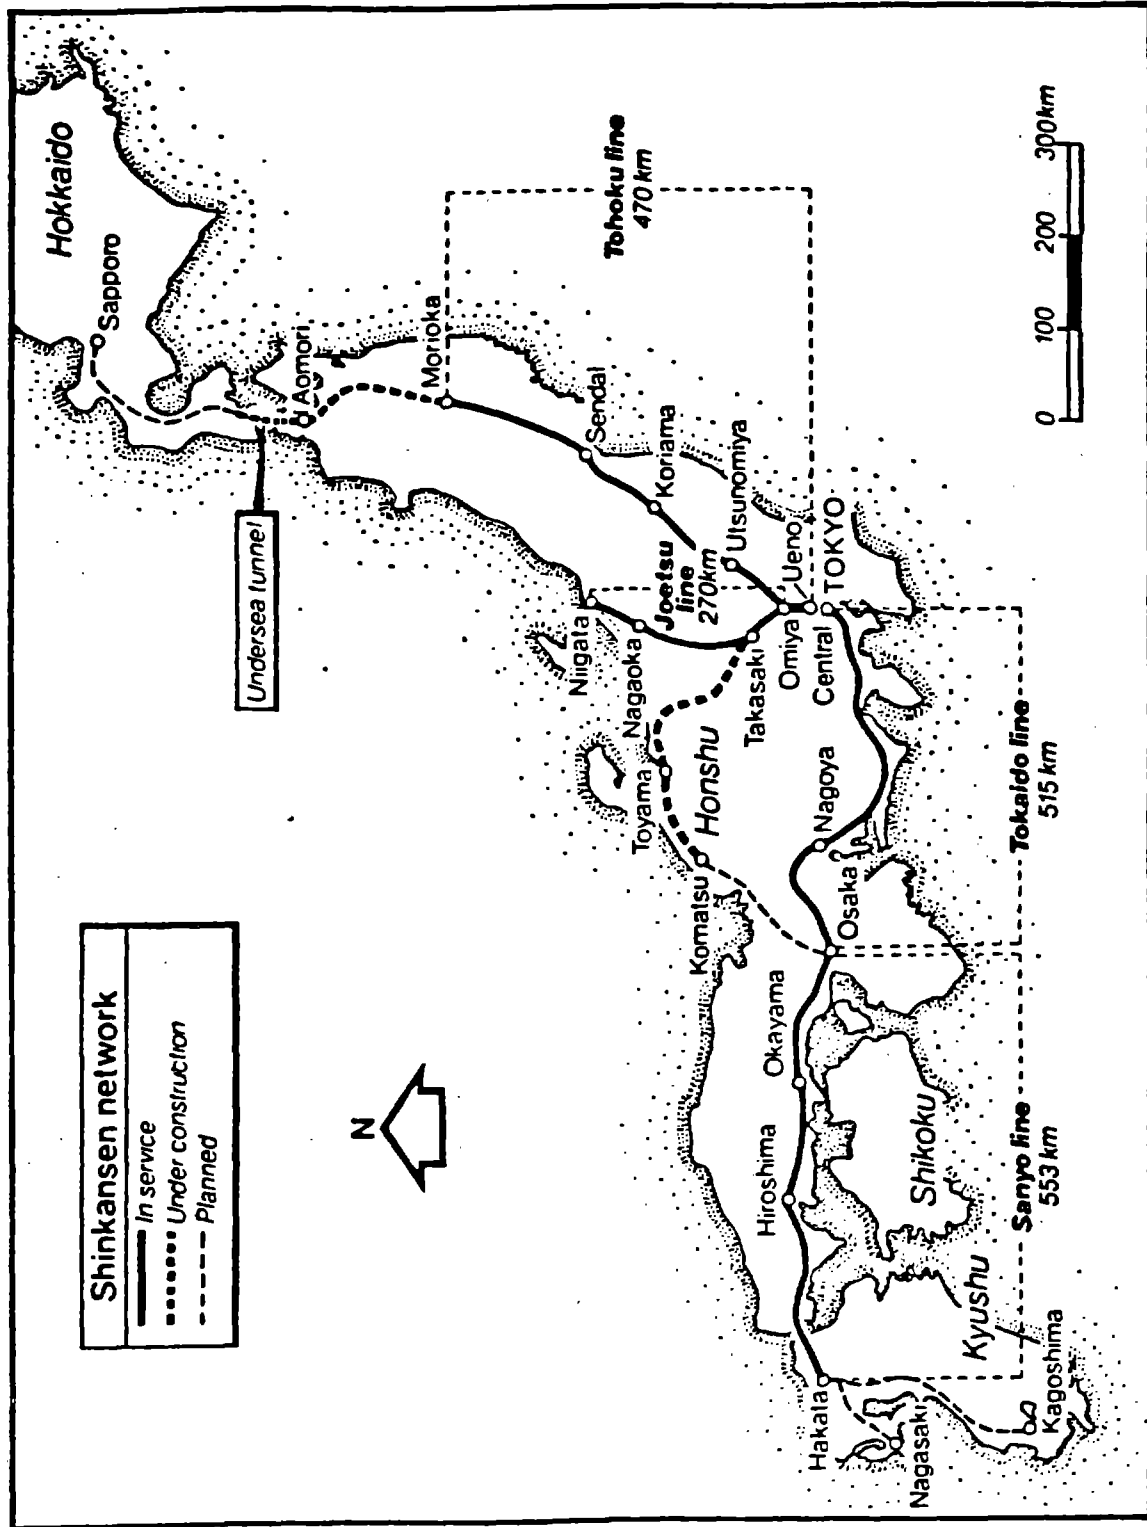 Shinkansen network
In service
Under construction
Planned
N
Undersea tunnel
Hokkaido
Sapporo
Aomori
Morioka
Sendai
Koriama
Utsunomiya
Ueno
TOKYO
Central
Omiya
Takasaki
Joetsu
line
270km
Niigata
Nagaoka
Toyama
Komatsu
Honshu
Nagoya
Osaka
Okayama
Hiroshima
Hakata
Nagasaki
Kagoshima
Kyushu
Shikoku
Tohoku line
470 km
Tokaido line
515 km
Sanyo line
553 km
0 100 200 300km